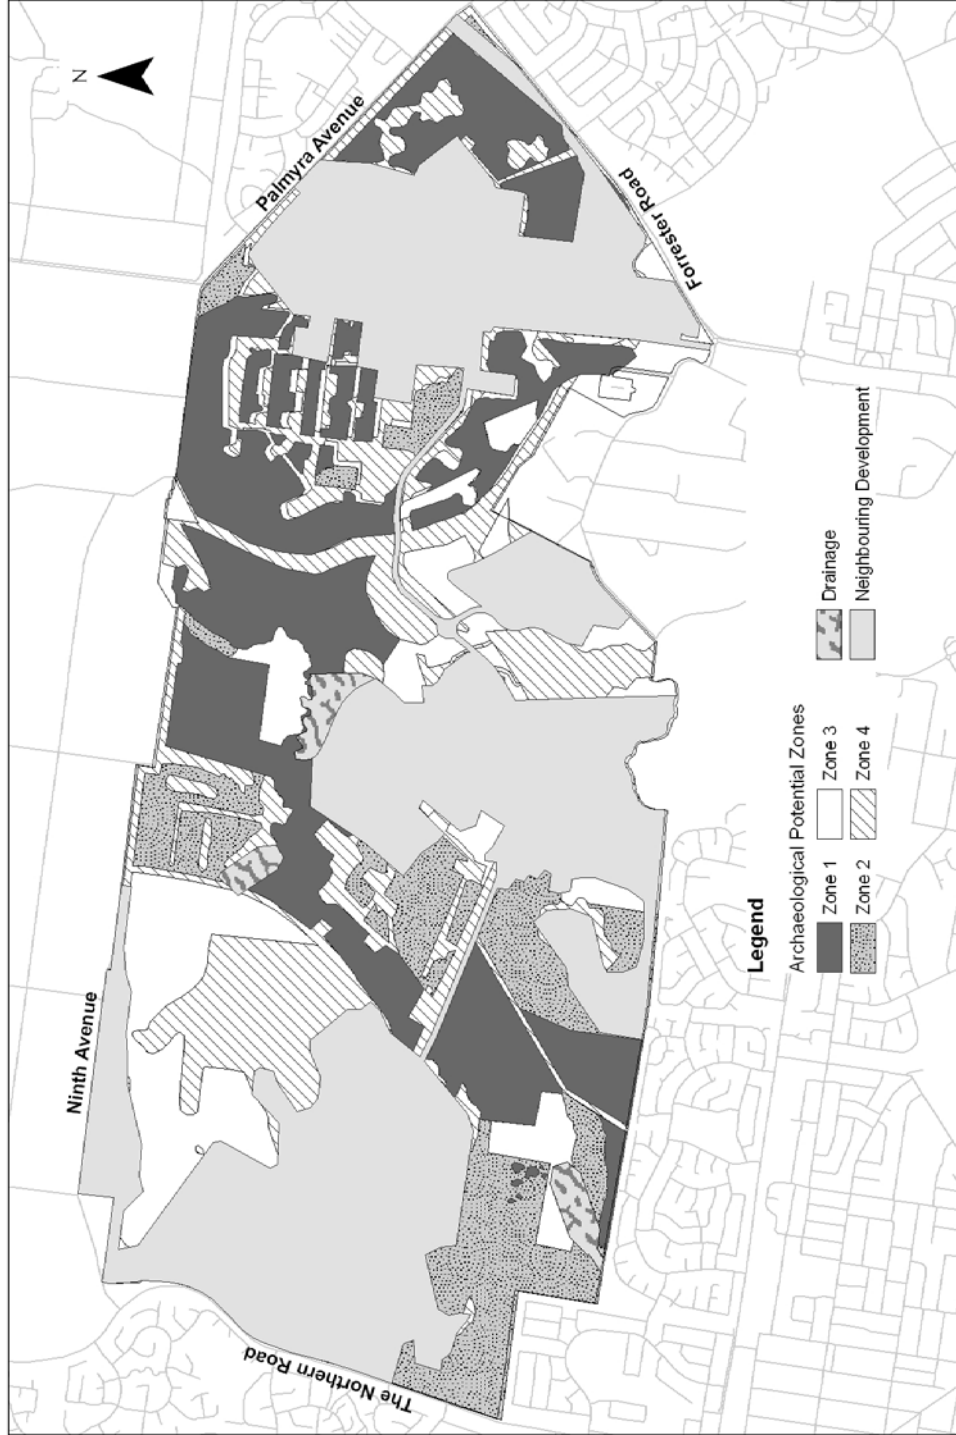 N
Palmyra Avenue
Forrester Road
Ninth Avenue
The Northern Road
Legend
Archaeological Potential Zones
Zone 1
Zone 3
Drainage
Zone 2
Zone 4
Neighbouring Development